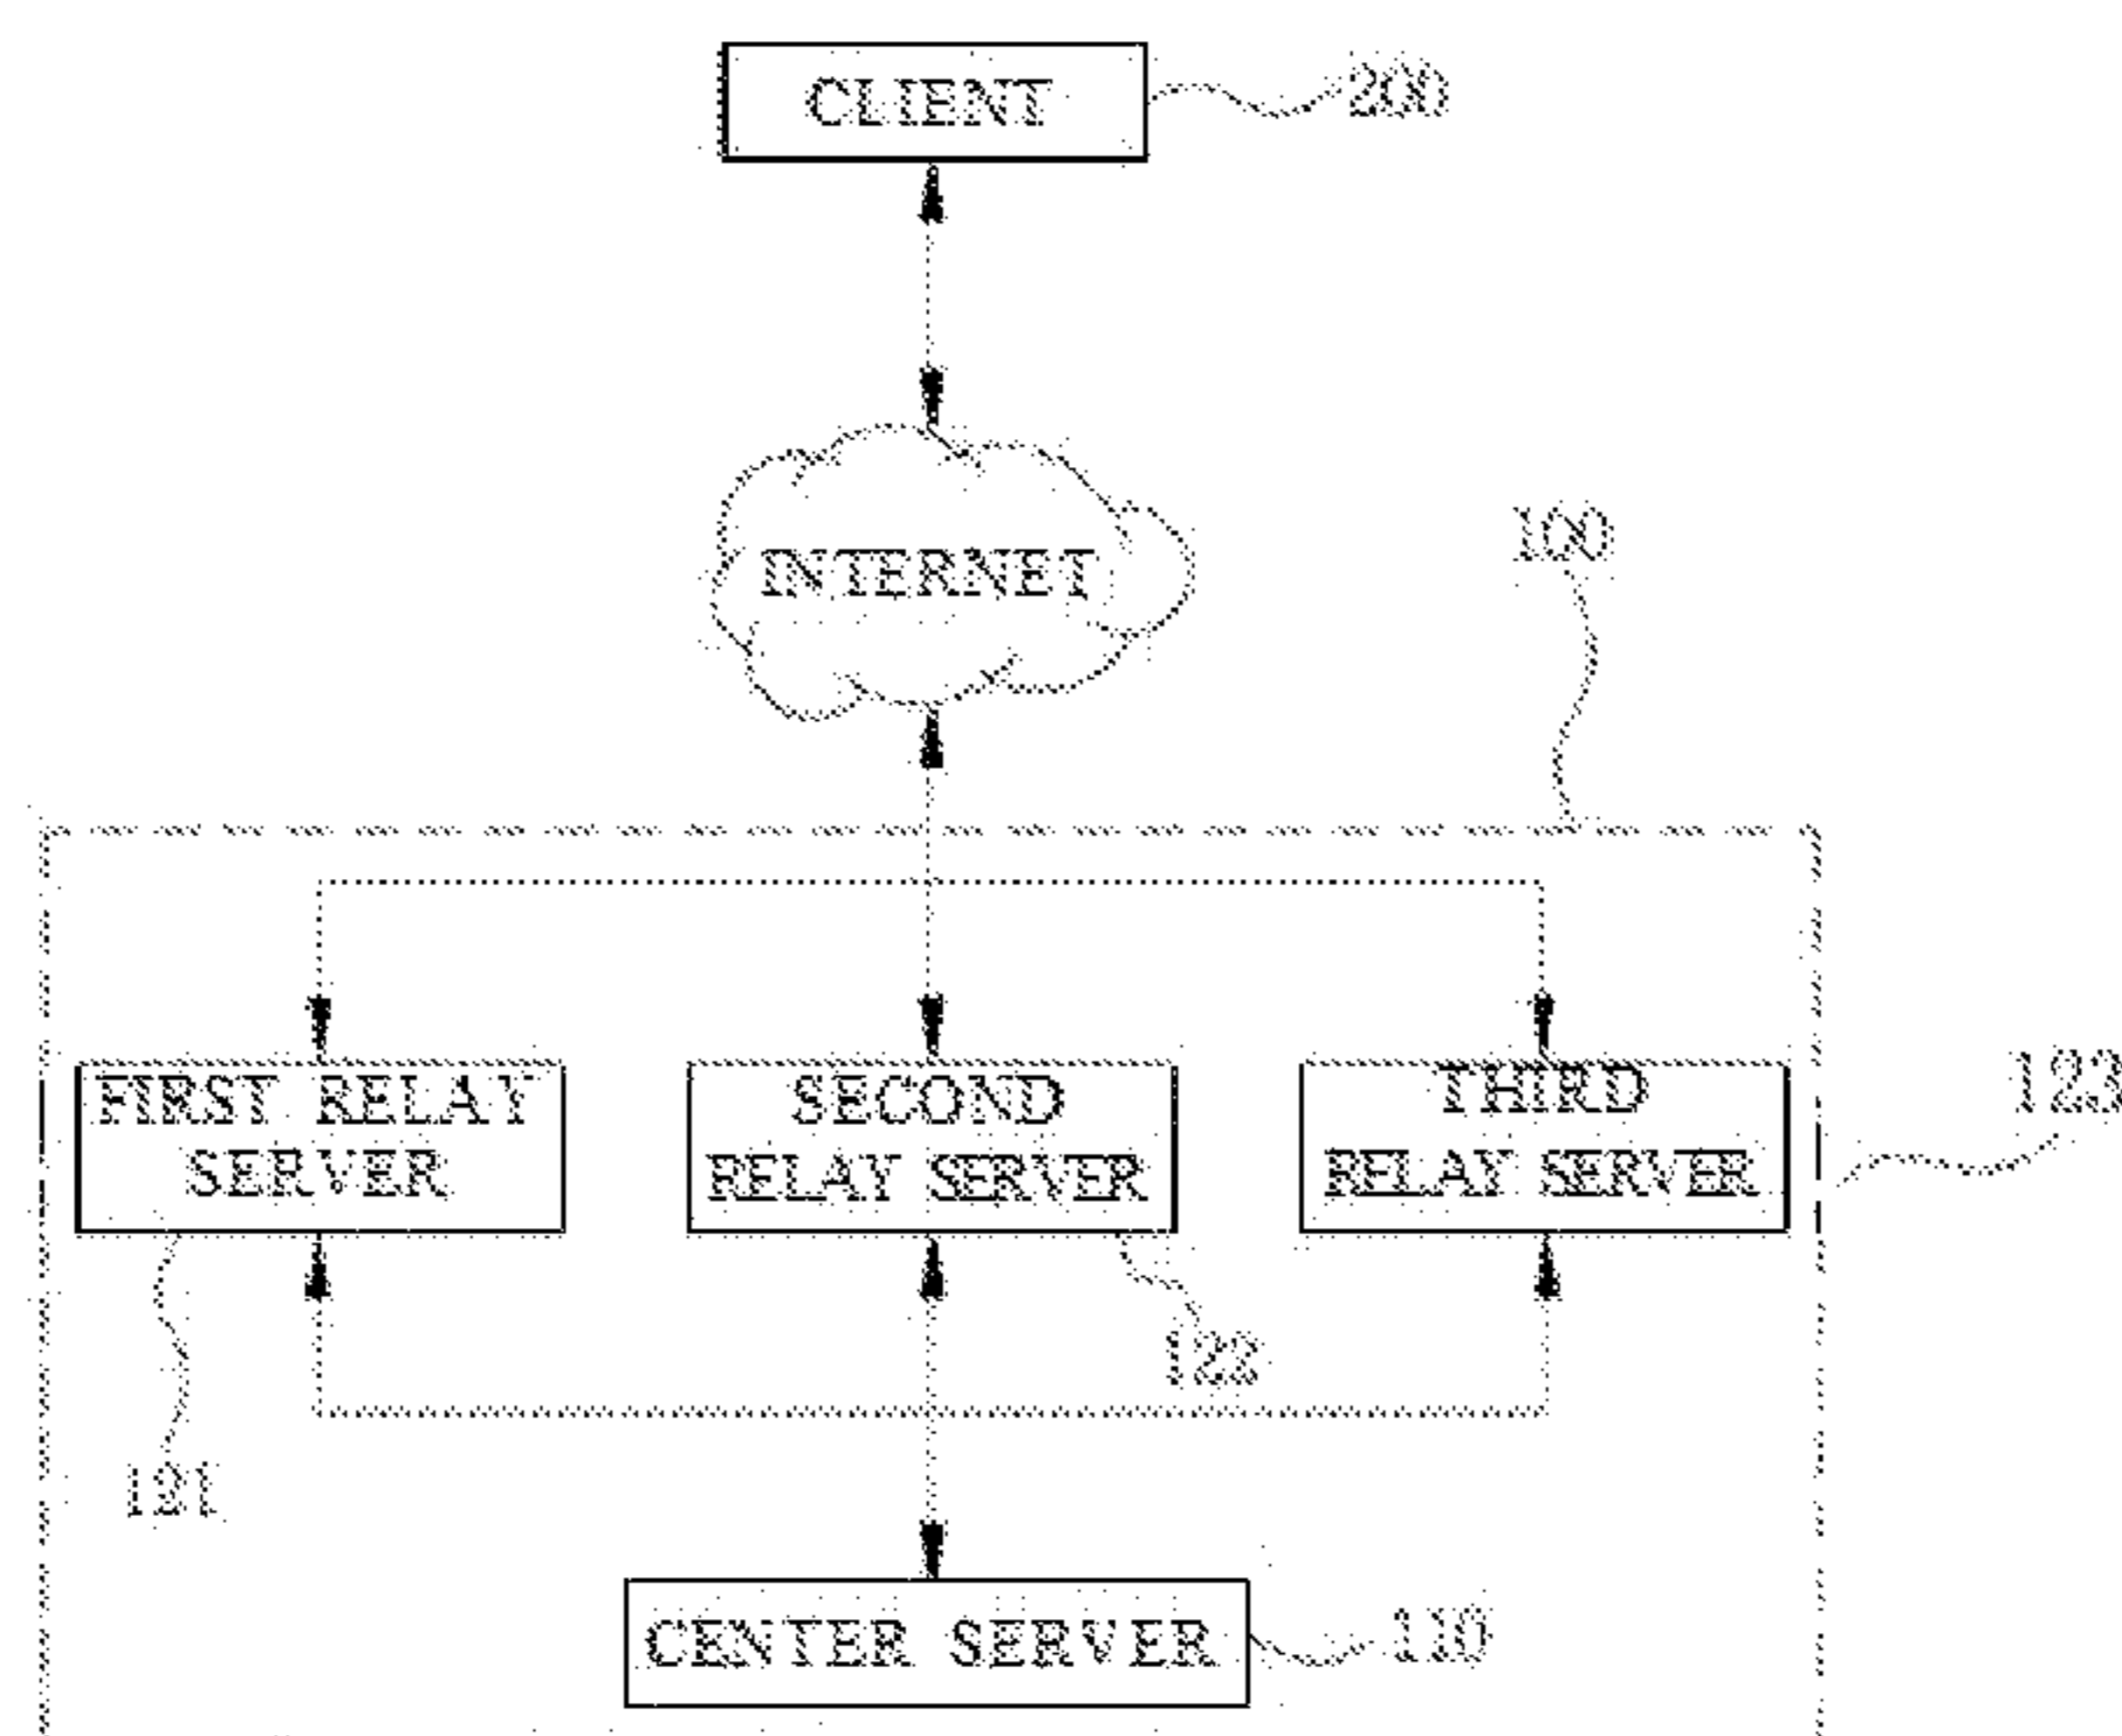 CLIENT
200
INTERNET
100
FIRST RELAY
SERVER
SECOND
RELAY SERVER
THIRD
RELAY SERVER
123
122
121
CENTER SERVER
110